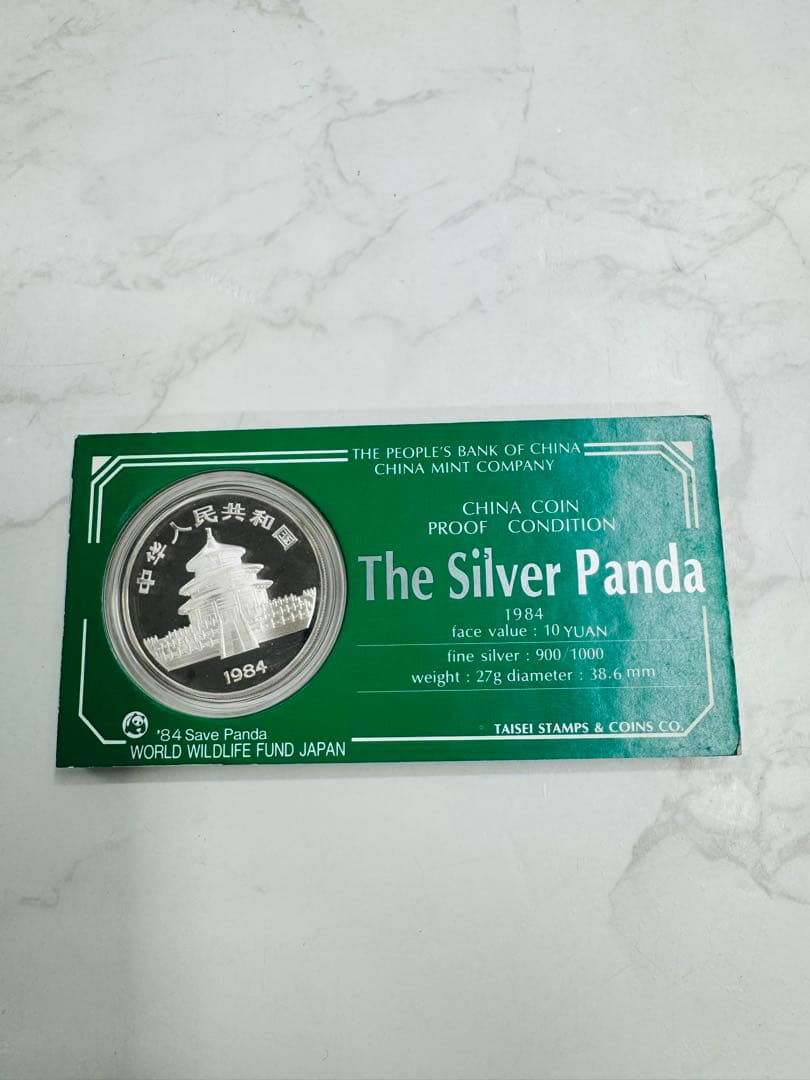 THE PEOPLE'S BANK OF CHINA
CHINA MINT COMPANY
CHINA COIN
PROOF CONDITION
The Silver Panda
1984
face value : 10 YUAN
fine silver : 900/1000
weight : 27g diameter : 38.6 mm
TAISEI STAMPS & COINS CO.
中华人民共和国
1984
'84 Save Panda
WORLD WILDLIFE FUND JAPAN